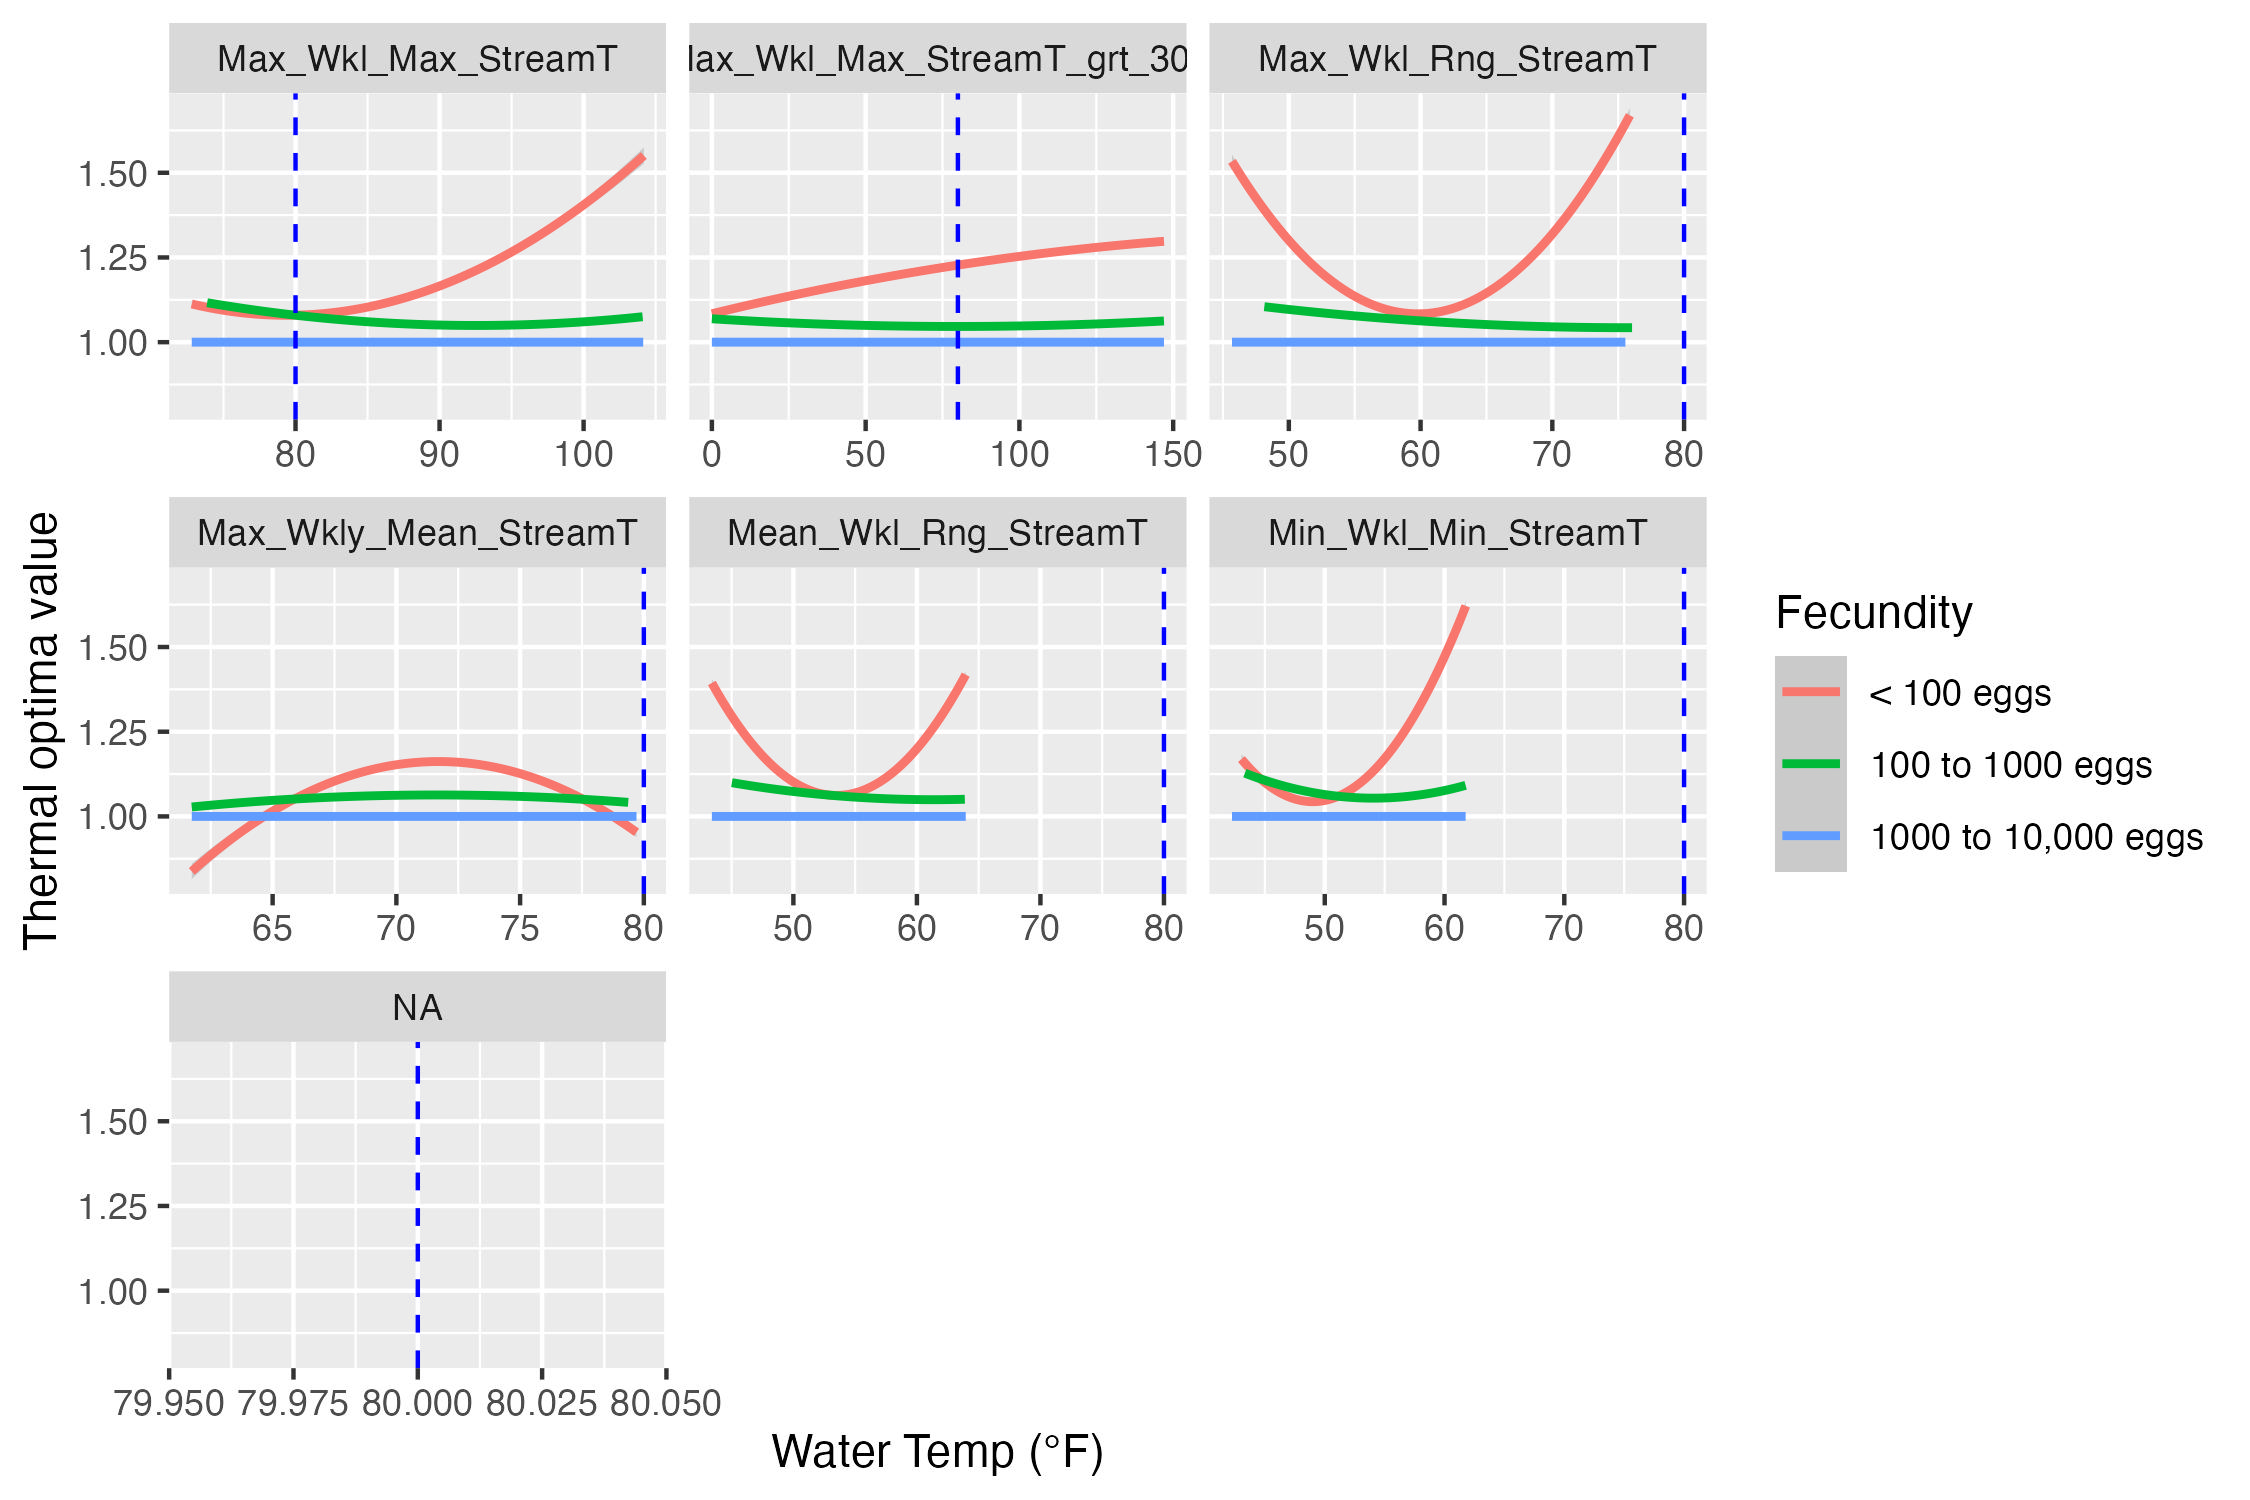 Max_Wkl_Max_StreamT
ax_Wkl_Max_StreamT_grt_30
Max_Wkl_Rng_StreamT
1.50
1.25
1.00
80 90 100
0 50 100 150
50 60 70 80
Max_Wkly_Mean_StreamT
Mean_Wkl_Rng_StreamT
Min_Wkl_Min_StreamT
1.50
1.25
1.00
65 70 75 80
50 60 70 80
50 60 70 80
NA
1.50
1.25
1.00
79.950 79.975 80.000 80.025 80.050
Water Temp (°F)
Thermal optima value
Fecundity
< 100 eggs
100 to 1000 eggs
1000 to 10,000 eggs